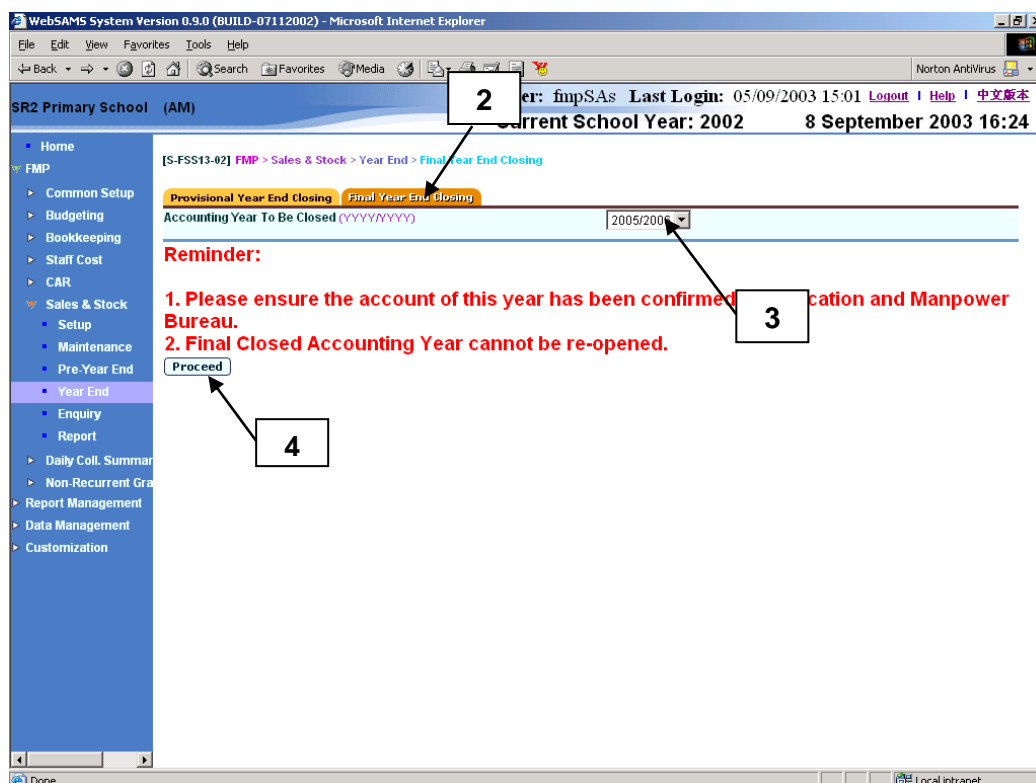 WebSAMS System Version 0.9.0 (BUILD-07112002) - Microsoft Internet Explorer
File Edit View Favorites Tools Help
Back Search Favorites Media Norton AntiVirus
SR2 Primary School (AM)
2
fmpSAs Last Login: 05/09/2003 15:01 Logout | Help | 中文版本
Current School Year: 2002 8 September 2003 16:24
Home
FMP
Common Setup
Budgeting
Bookkeeping
Staff Cost
CAR
Sales & Stock
Setup
Maintenance
Pre-Year End
Year End
Enquiry
Report
Daily Coll. Summar
Non-Recurrent Gra
Report Management
Data Management
Customization
[S-FSS13-02] FMP > Sales & Stock > Year End > Final Year End Closing
Provisional Year End Closing Final Year End Closing
Accounting Year To Be Closed (YYYY/YYYY) 2005/2006
Reminder:
1. Please ensure the account of this year has been confirmed and Manpower
Bureau.
2. Final Closed Accounting Year cannot be re-opened.
3
Proceed
4
Done Local intranet